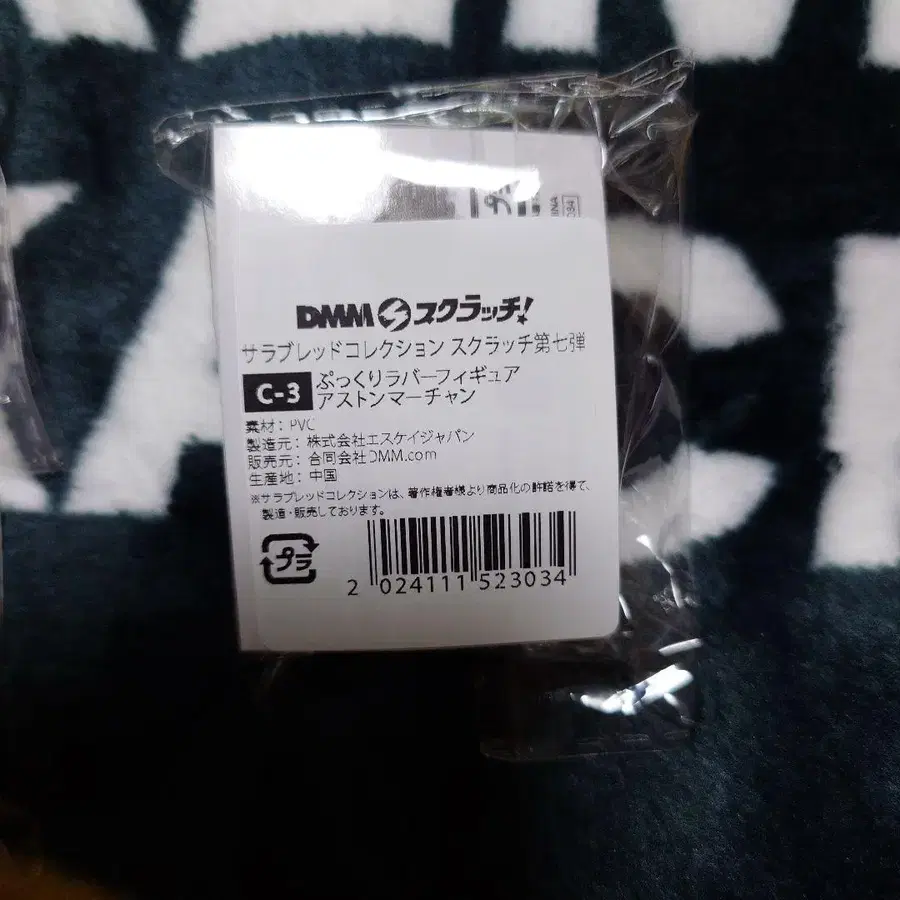 プラ
DMMスクラッチ!
サラブレッドコレクション スクラッチ第七弾
C-3
ぷっくりラバーフィギュア
アストンマーチャン
素材：PVC
製造元：株式会社エスケイジャパン
販売元：合同会社DMM.com
生産地：中国
※サラブレッドコレクションは、著作権者様より商品化の許諾を得て、
製造・販売しております。
プラ
2 024111 523034